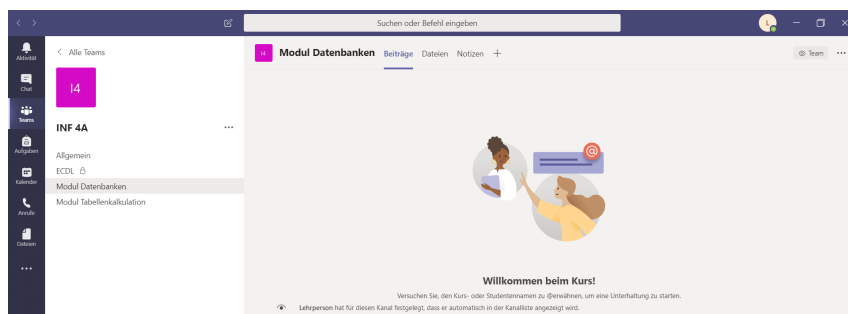 Suchen oder Befehl eingeben
L
Aktivität
Chat
Teams
Aufgaben
Kalender
Anrufe
Dateien
Alle Teams
I4
INF 4A
Allgemein
ECDL
Modul Datenbanken
Modul Tabellenkalkulation
I4 Modul Datenbanken Beiträge Dateien Notizen
Team
@
Willkommen beim Kurs!
Versuchen Sie, den Kurs- oder Studentennamen zu @erwähnen, um eine Unterhaltung zu starten.
Lehrperson hat für diesen Kanal festgelegt, dass er automatisch in der Kanalliste angezeigt wird.